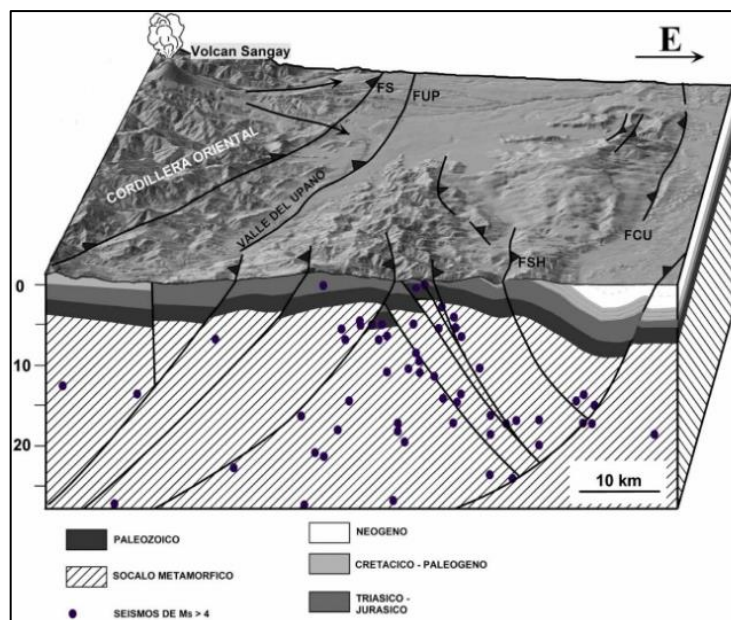 Volcan Sangay
E
FS
FUP
CORDILLERA ORIENTAL
VALLE DEL UPANO
FSH
FCU
0
10
20
10 km
PALEOZOICO
SOCALO METAMORFICO
SEISMOS DE Ms > 4
NEOGENO
CRETACICO - PALEOGENO
TRIASICO -
JURASICO